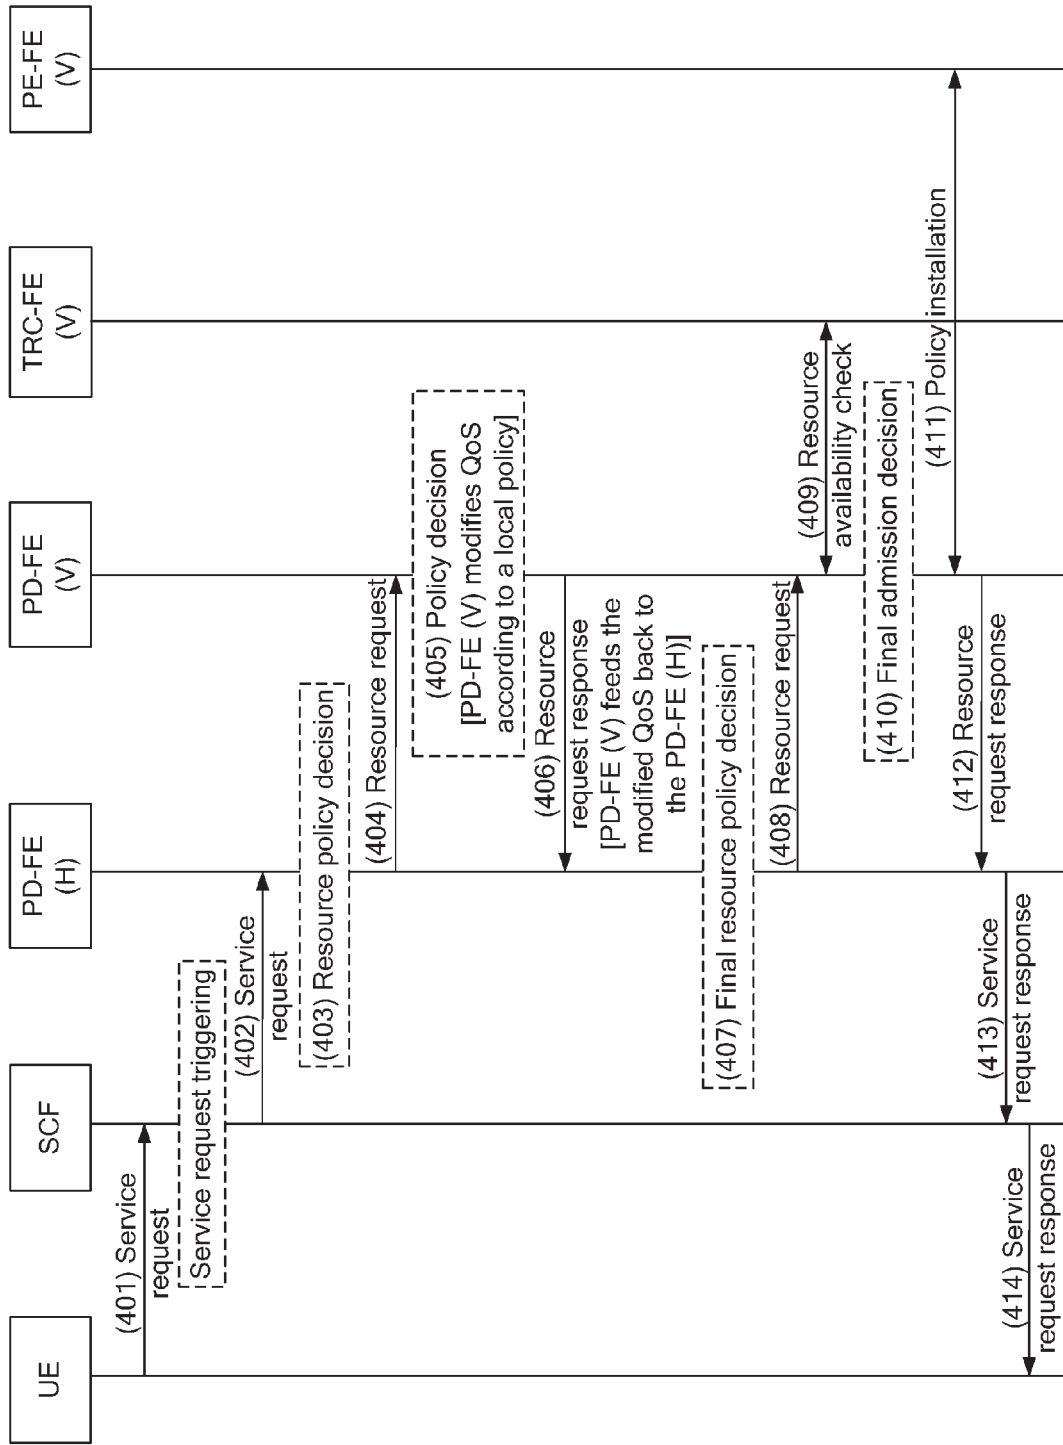 UE
SCF
PD-FE
(H)
PD-FE
(V)
TRC-FE
(V)
PE-FE
(V)
(401) Service
request
Service request triggering
(402) Service
request
(403) Resource policy decision
(404) Resource request
(405) Policy decision
[PD-FE (V) modifies QoS
according to a local policy]
(406) Resource
request response
[PD-FE (V) feeds the
modified QoS back to
the PD-FE (H)]
(407) Final resource policy decision
(408) Resource request
(409) Resource
availability check
(410) Final admission decision
(411) Policy installation
(412) Resource
request response
(413) Service
request response
(414) Service
request response